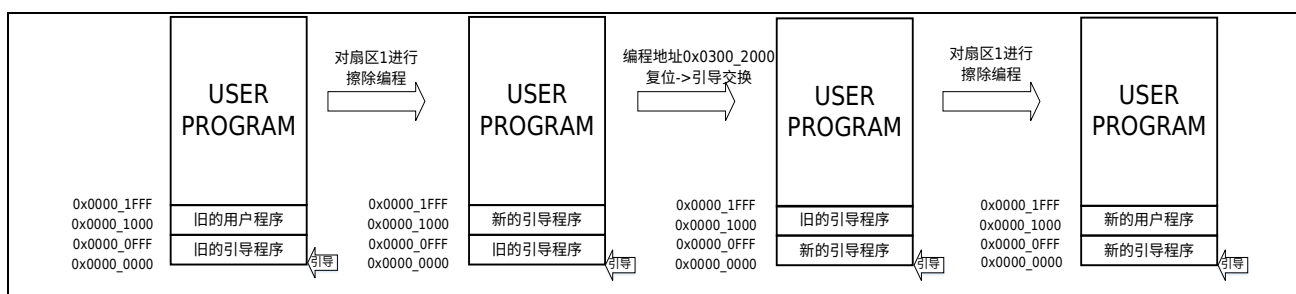 USER
PROGRAM
0x0000_1FFF
0x0000_1000
0x0000_0FFF
0x0000_0000
旧的用户程序
旧的引导程序
引导
对扇区1进行
擦除编程
USER
PROGRAM
0x0000_1FFF
0x0000_1000
0x0000_0FFF
0x0000_0000
新的引导程序
旧的引导程序
引导
编程地址0x0300_2000
复位->引导交换
USER
PROGRAM
0x0000_1FFF
0x0000_1000
0x0000_0FFF
0x0000_0000
旧的引导程序
新的引导程序
引导
对扇区1进行
擦除编程
USER
PROGRAM
0x0000_1FFF
0x0000_1000
0x0000_0FFF
0x0000_0000
新的用户程序
新的引导程序
引导